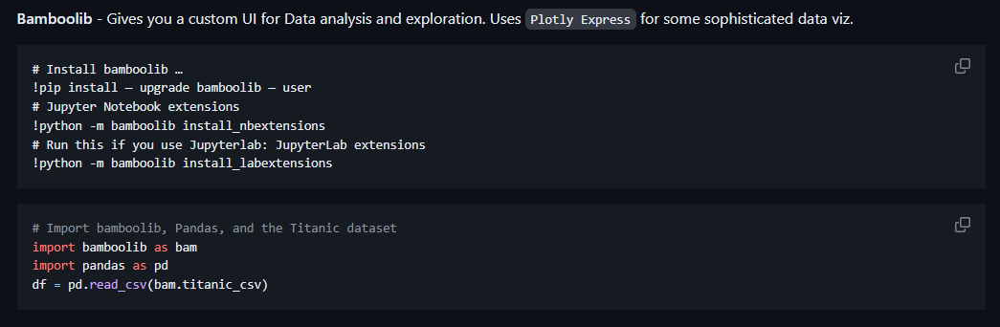 Bamboolib - Gives you a custom UI for Data analysis and exploration. Uses Plotly Express for some sophisticated data viz.
# Install bamboolib …
!pip install — upgrade bamboolib — user
# Jupyter Notebook extensions
!python -m bamboolib install_nbextensions
# Run this if you use Jupyterlab: JupyterLab extensions
!python -m bamboolib install_labextensions
# Import bamboolib, Pandas, and the Titanic dataset
import bamboolib as bam
import pandas as pd
df = pd.read_csv(bam.titanic_csv)